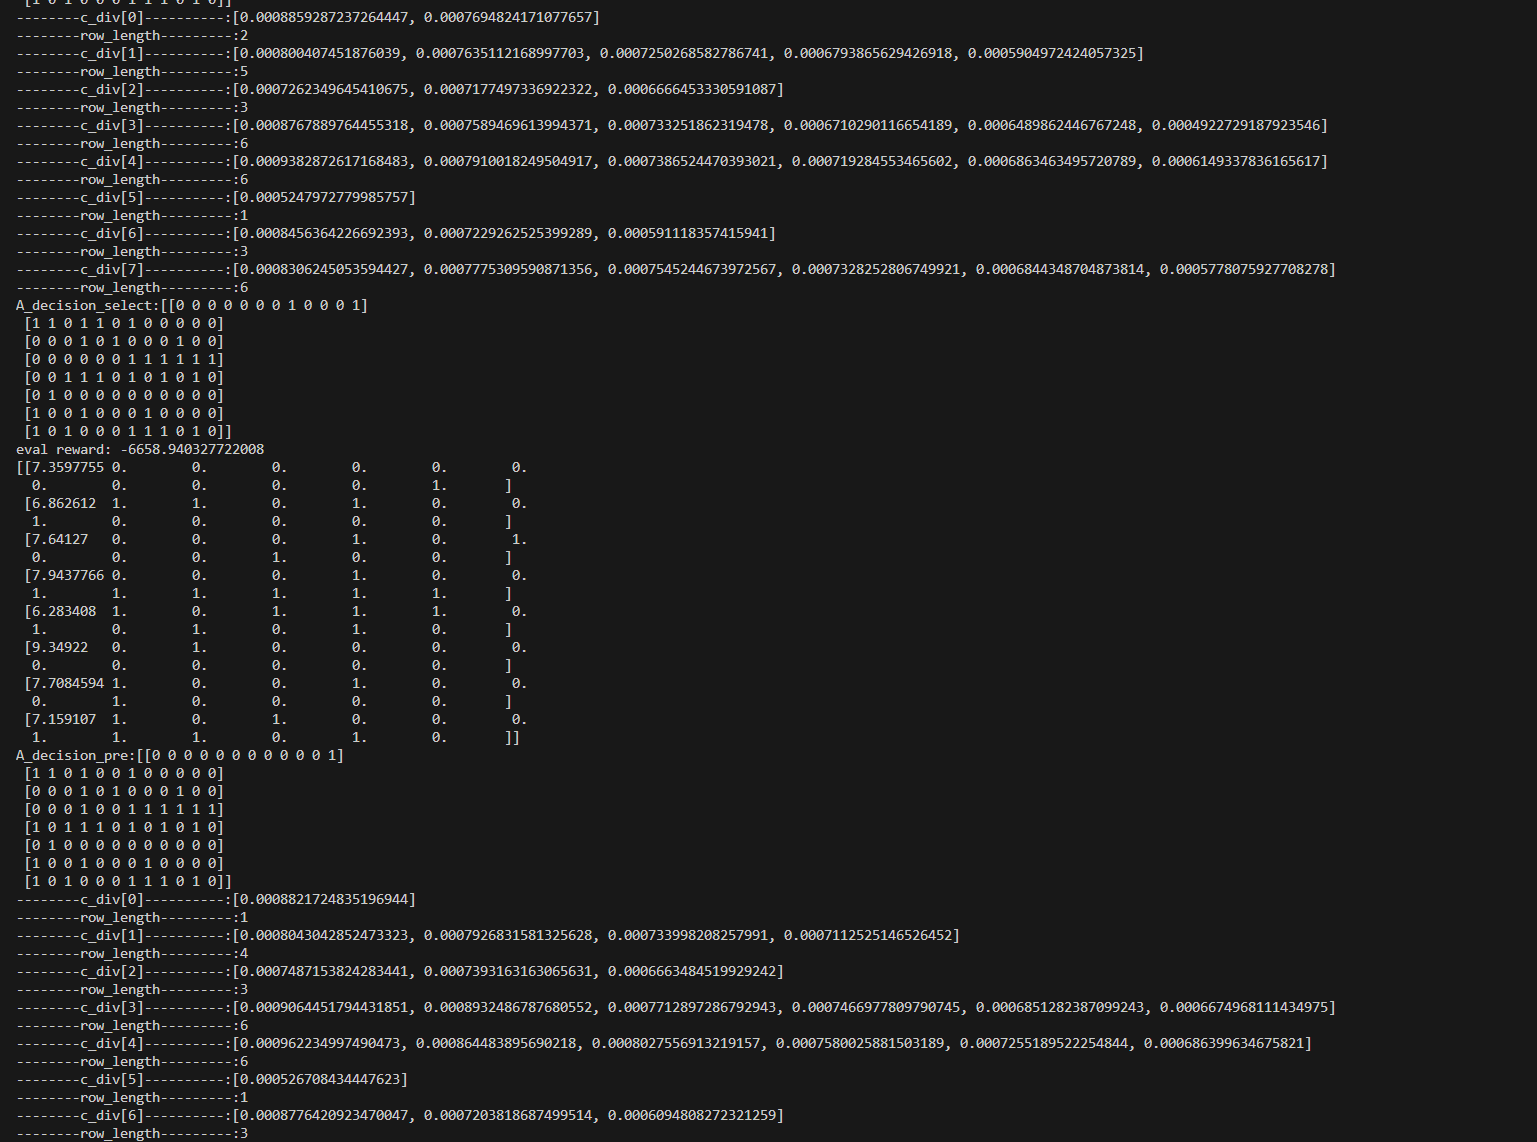 --------c_div[0]----------:[0.0008859287237264447, 0.0007694824171077657]
--------row_length---------:2
--------c_div[1]----------:[0.000800407451876039, 0.0007635112168997703, 0.0007250268582786741, 0.0006793865629426918, 0.0005904972424057325]
--------row_length---------:5
--------c_div[2]----------:[0.0007262349645410675, 0.0007177497336922322, 0.0006666453330591087]
--------row_length---------:3
--------c_div[3]----------:[0.0008767889764455318, 0.0007589469613994371, 0.000733251862319478, 0.0006710290116654189, 0.0006489862446767248, 0.0004922729187923546]
--------row_length---------:6
--------c_div[4]----------:[0.0009382872617168483, 0.0007910018249504917, 0.0007386524470393021, 0.000719284553465602, 0.0006863463495720789, 0.0006149337836165617]
--------row_length---------:6
--------c_div[5]----------:[0.0005247972779985757]
--------row_length---------:1
--------c_div[6]----------:[0.0008456364226692393, 0.0007229262525399289, 0.000591118357415941]
--------row_length---------:3
--------c_div[7]----------:[0.0008306245053594427, 0.0007775309590871356, 0.0007545244673972567, 0.0007328252806749921, 0.0006844348704873814, 0.0005778075927708278]
--------row_length---------:6
A_decision_select:[[0 0 0 0 0 0 0 1 0 0 0 1]
[1 1 0 1 1 0 1 0 0 0 0 0]
[0 0 0 1 0 1 0 0 0 1 0 0]
[0 0 0 0 0 0 1 1 1 1 1 1]
[0 0 1 1 1 0 1 0 1 0 1 0]
[0 1 0 0 0 0 0 0 0 0 0 0]
[1 0 0 1 0 0 0 1 0 0 0 0]
[1 0 1 0 0 0 1 1 1 0 1 0]]
eval reward: -6658.940327722008
[[7.3597755 0. 0. 0. 0. 0.
0. 0. 0. 0. 1. ]
[6.862612 1. 1. 0. 1. 0. 0.
1. 0. 0. 0. 0. ]
[7.64127 0. 0. 0. 1. 0. 1.
0. 0. 0. 1. 0. 0. ]
[7.9437766 0. 0. 0. 1. 0. 0.
1. 1. 1. 1. 1. 1. ]
[6.283408 1. 0. 1. 1. 1. 0.
1. 0. 1. 0. 1. 0. ]
[9.34922 0. 1. 0. 0. 0. 0.
0. 0. 0. 0. 0. 0. ]
[7.7084594 1. 0. 0. 1. 0. 0.
0. 1. 0. 0. 0. 0. ]
[7.159107 1. 0. 1. 0. 0. 0.
1. 1. 1. 0. 1. 0. ]]
A_decision_pre:[[0 0 0 0 0 0 0 0 0 0 0 1]
[1 1 0 1 0 0 1 0 0 0 0 0]
[0 0 0 1 0 1 0 0 0 1 0 0]
[0 0 0 1 0 0 1 1 1 1 1 1]
[1 0 1 1 1 0 1 0 1 0 1 0]
[0 1 0 0 0 0 0 0 0 0 0 0]
[1 0 0 1 0 0 0 1 0 0 0 0]
[1 0 1 0 0 0 1 1 1 0 1 0]]
--------c_div[0]----------:[0.0008821724835196944]
--------row_length---------:1
--------c_div[1]----------:[0.0008043042852473323, 0.0007926831581325628, 0.000733998208257991, 0.0007112525146526452]
--------row_length---------:4
--------c_div[2]----------:[0.0007487153824283441, 0.0007393163163065631, 0.0006663484519929242]
--------row_length---------:3
--------c_div[3]----------:[0.0009064451794431851, 0.0008932486787680552, 0.0007712897286792943, 0.0007466977809790745, 0.0006851282387099243, 0.0006674968111434975]
--------row_length---------:6
--------c_div[4]----------:[0.000962234997490473, 0.000864483895690218, 0.0008027556913219157, 0.0007580025881503189, 0.0007255189522254844, 0.000686399634675821]
--------row_length---------:6
--------c_div[5]----------:[0.000526708434447623]
--------row_length---------:1
--------c_div[6]----------:[0.0008776420923470047, 0.0007203818687499514, 0.0006094808272321259]
--------row_length---------:3